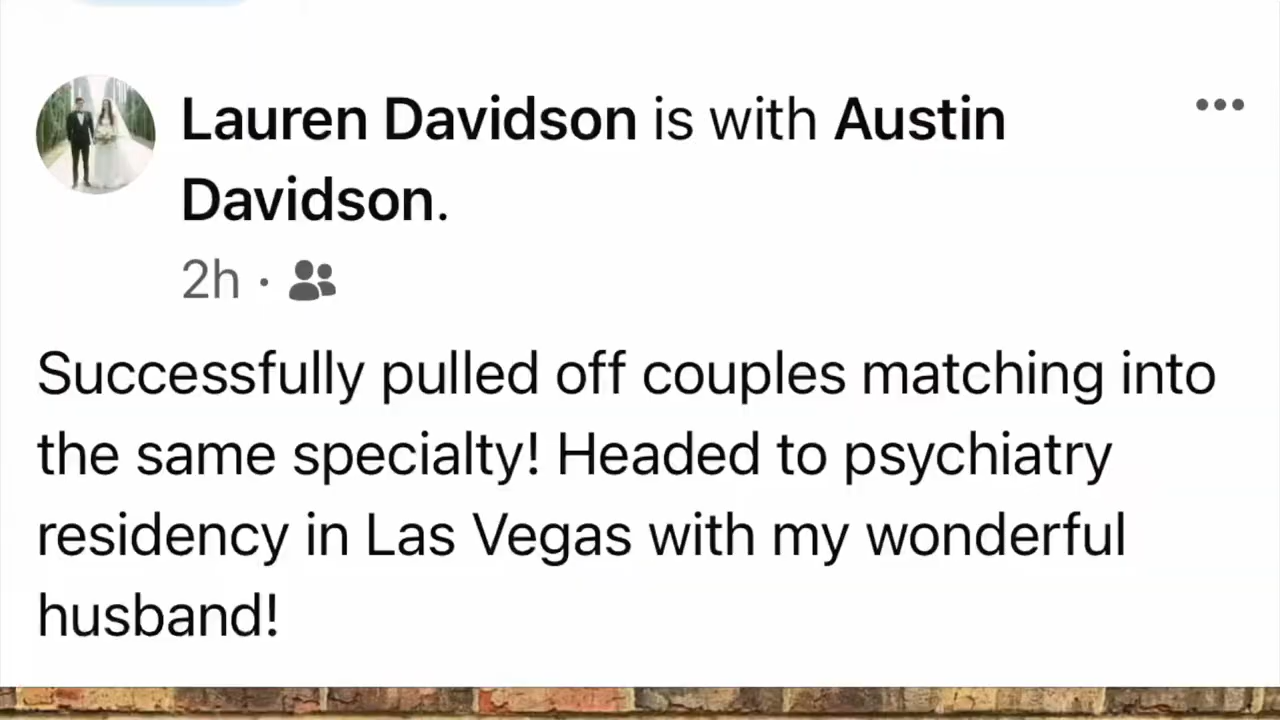 Lauren Davidson is with Austin
Davidson.
2h ·
Successfully pulled off couples matching into
the same specialty! Headed to psychiatry
residency in Las Vegas with my wonderful
husband!